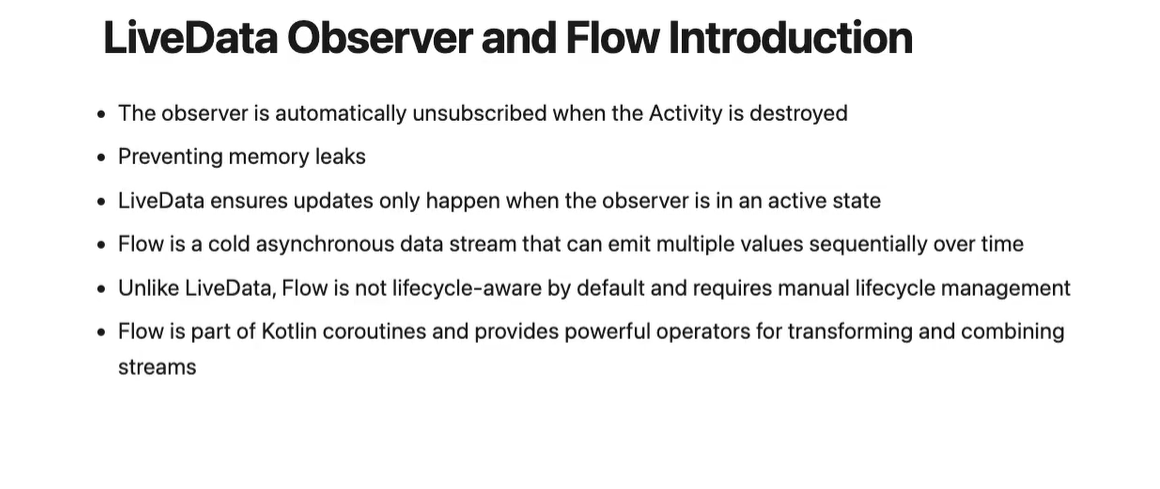 LiveData Observer and Flow Introduction
• The observer is automatically unsubscribed when the Activity is destroyed
• Preventing memory leaks
• LiveData ensures updates only happen when the observer is in an active state
• Flow is a cold asynchronous data stream that can emit multiple values sequentially over time
• Unlike LiveData, Flow is not lifecycle-aware by default and requires manual lifecycle management
• Flow is part of Kotlin coroutines and provides powerful operators for transforming and combining
streams